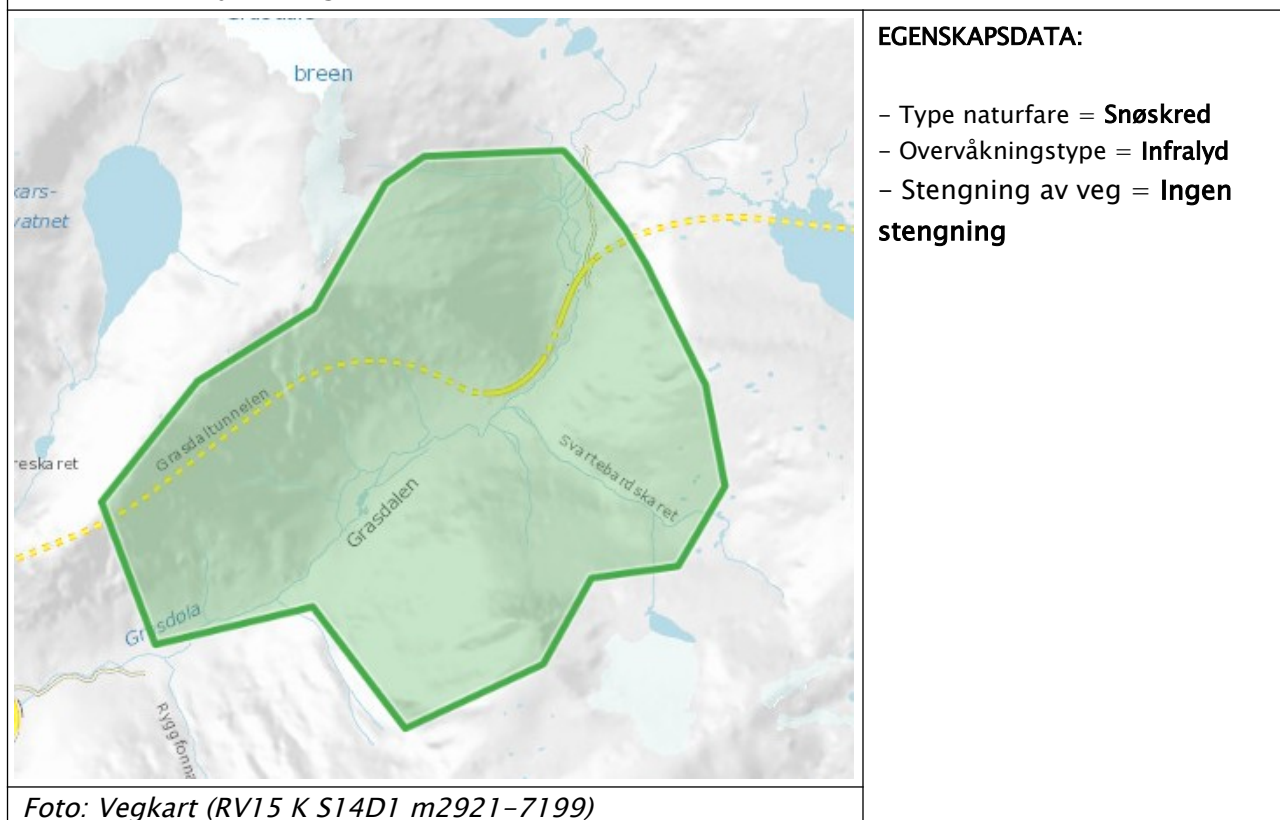 breen
EGENSKAPSDATA:
- Type naturfare = Snøskred
- Overvåkningstype = Infralyd
- Stengning av veg = Ingen
stengning
kars-
vatnet
Grasdaltunnelen
reskaret
Svartebardskaret
Grasdalen
Grasdøla
Ryggfonna
Foto: Vegkart (RV15 K S14D1 m2921-7199)